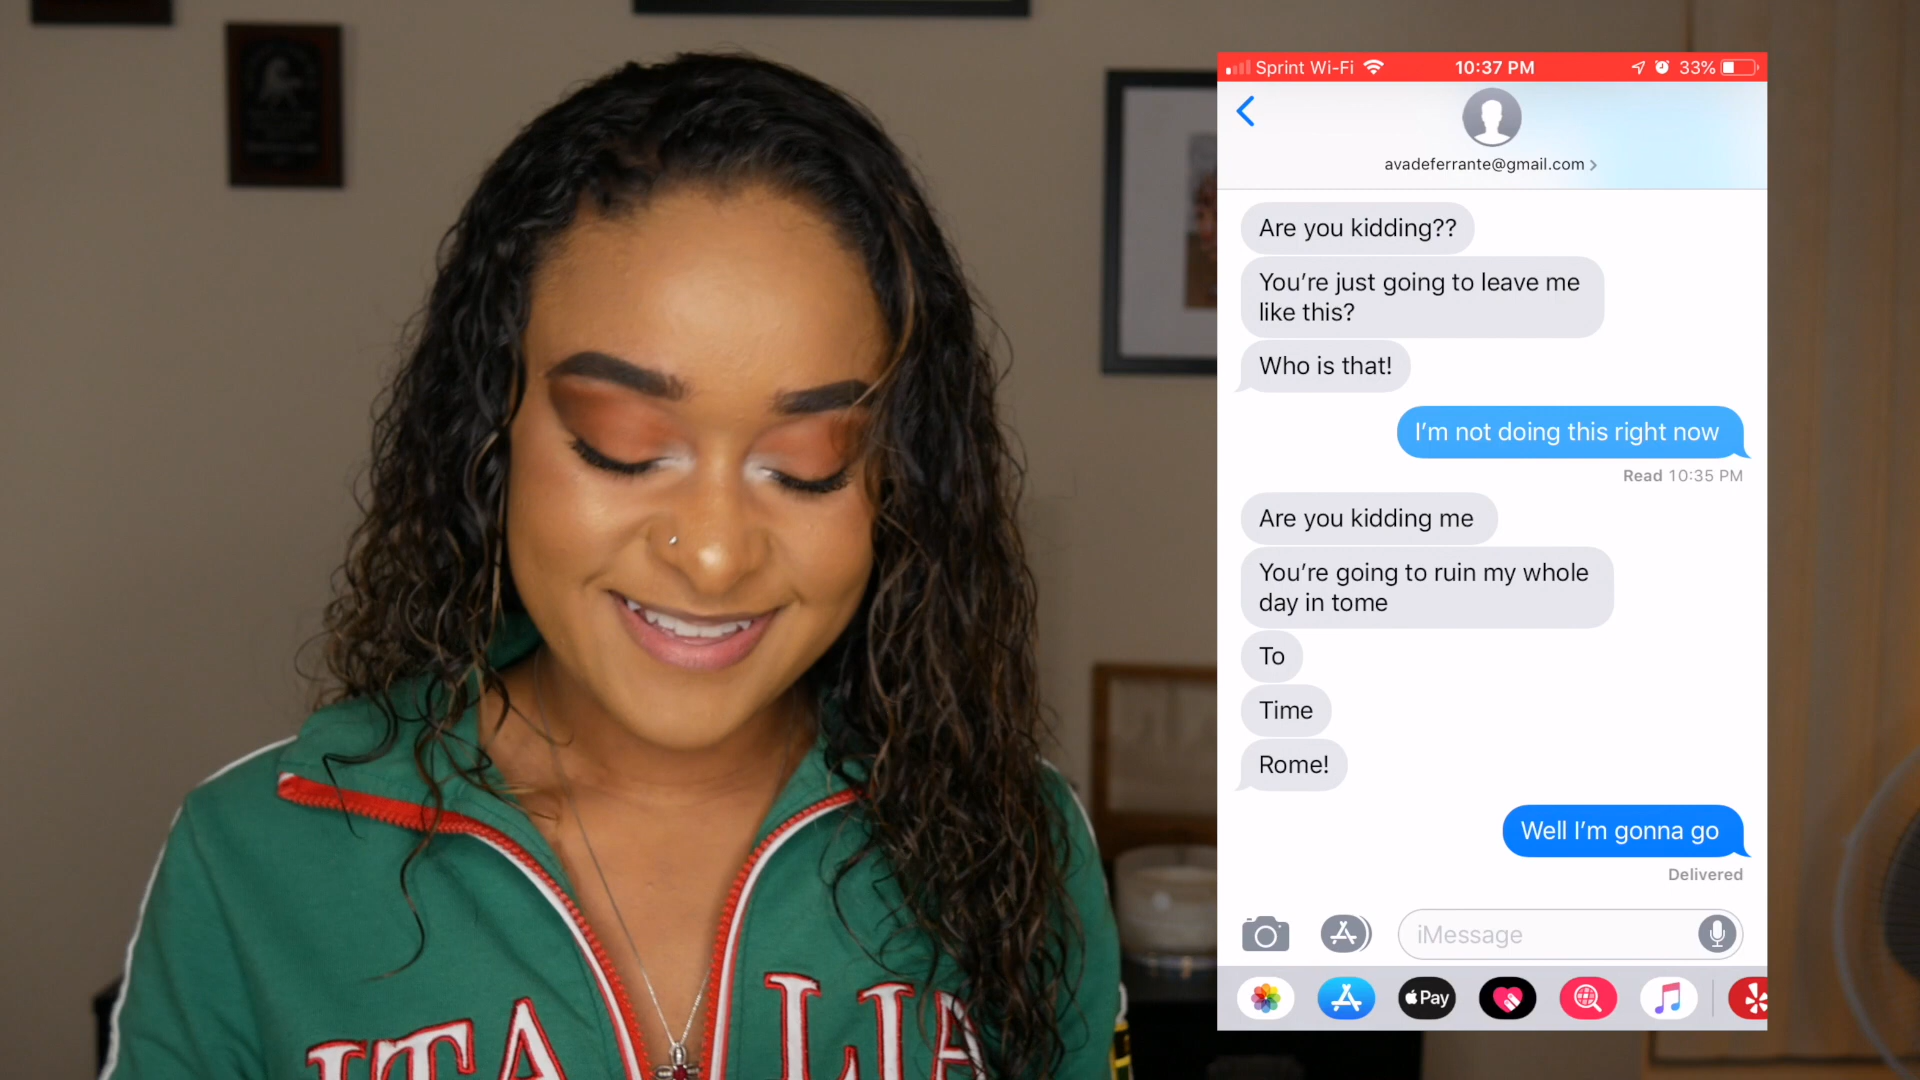 Sprint Wi-Fi 10:37 PM 33%
avadeferrante@gmail.com
Are you kidding??
You're just going to leave me
like this?
Who is that!
I'm not doing this right now
Read 10:35 PM
Are you kidding me
You're going to ruin my whole
day in tome
To
Time
Rome!
Well I'm gonna go
Delivered
iMessage
Pay
ITALIA